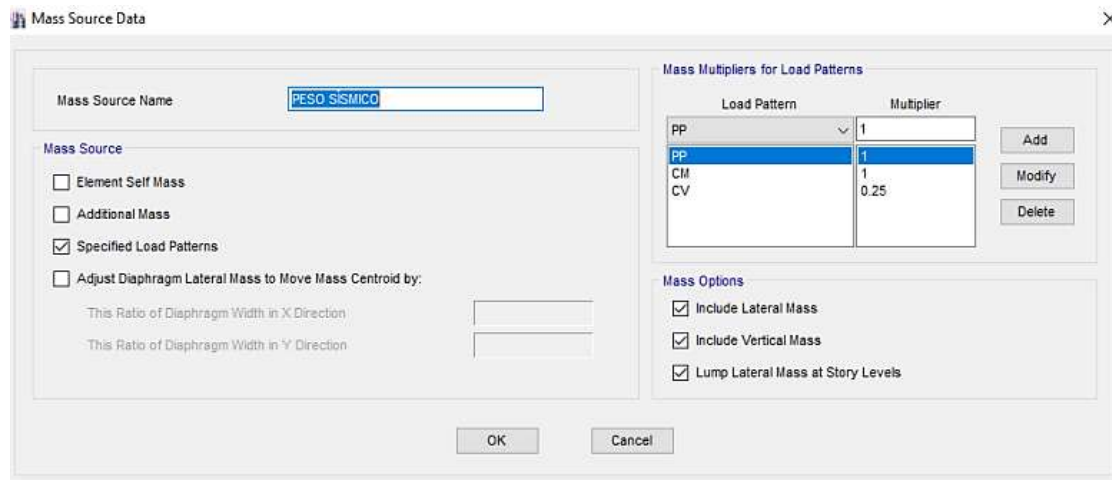 Mass Source Data
Mass Source Name PESO SÍSMICO
Mass Source
Element Self Mass
Additional Mass
Specified Load Patterns
Adjust Diaphragm Lateral Mass to Move Mass Centroid by:
This Ratio of Diaphragm Width in X Direction
This Ratio of Diaphragm Width in Y Direction
Mass Multipliers for Load Patterns
Load Pattern Multiplier
PP 1
PP 1
CM 1
CV 0.25
Add
Modify
Delete
Mass Options
Include Lateral Mass
Include Vertical Mass
Lump Lateral Mass at Story Levels
OK Cancel